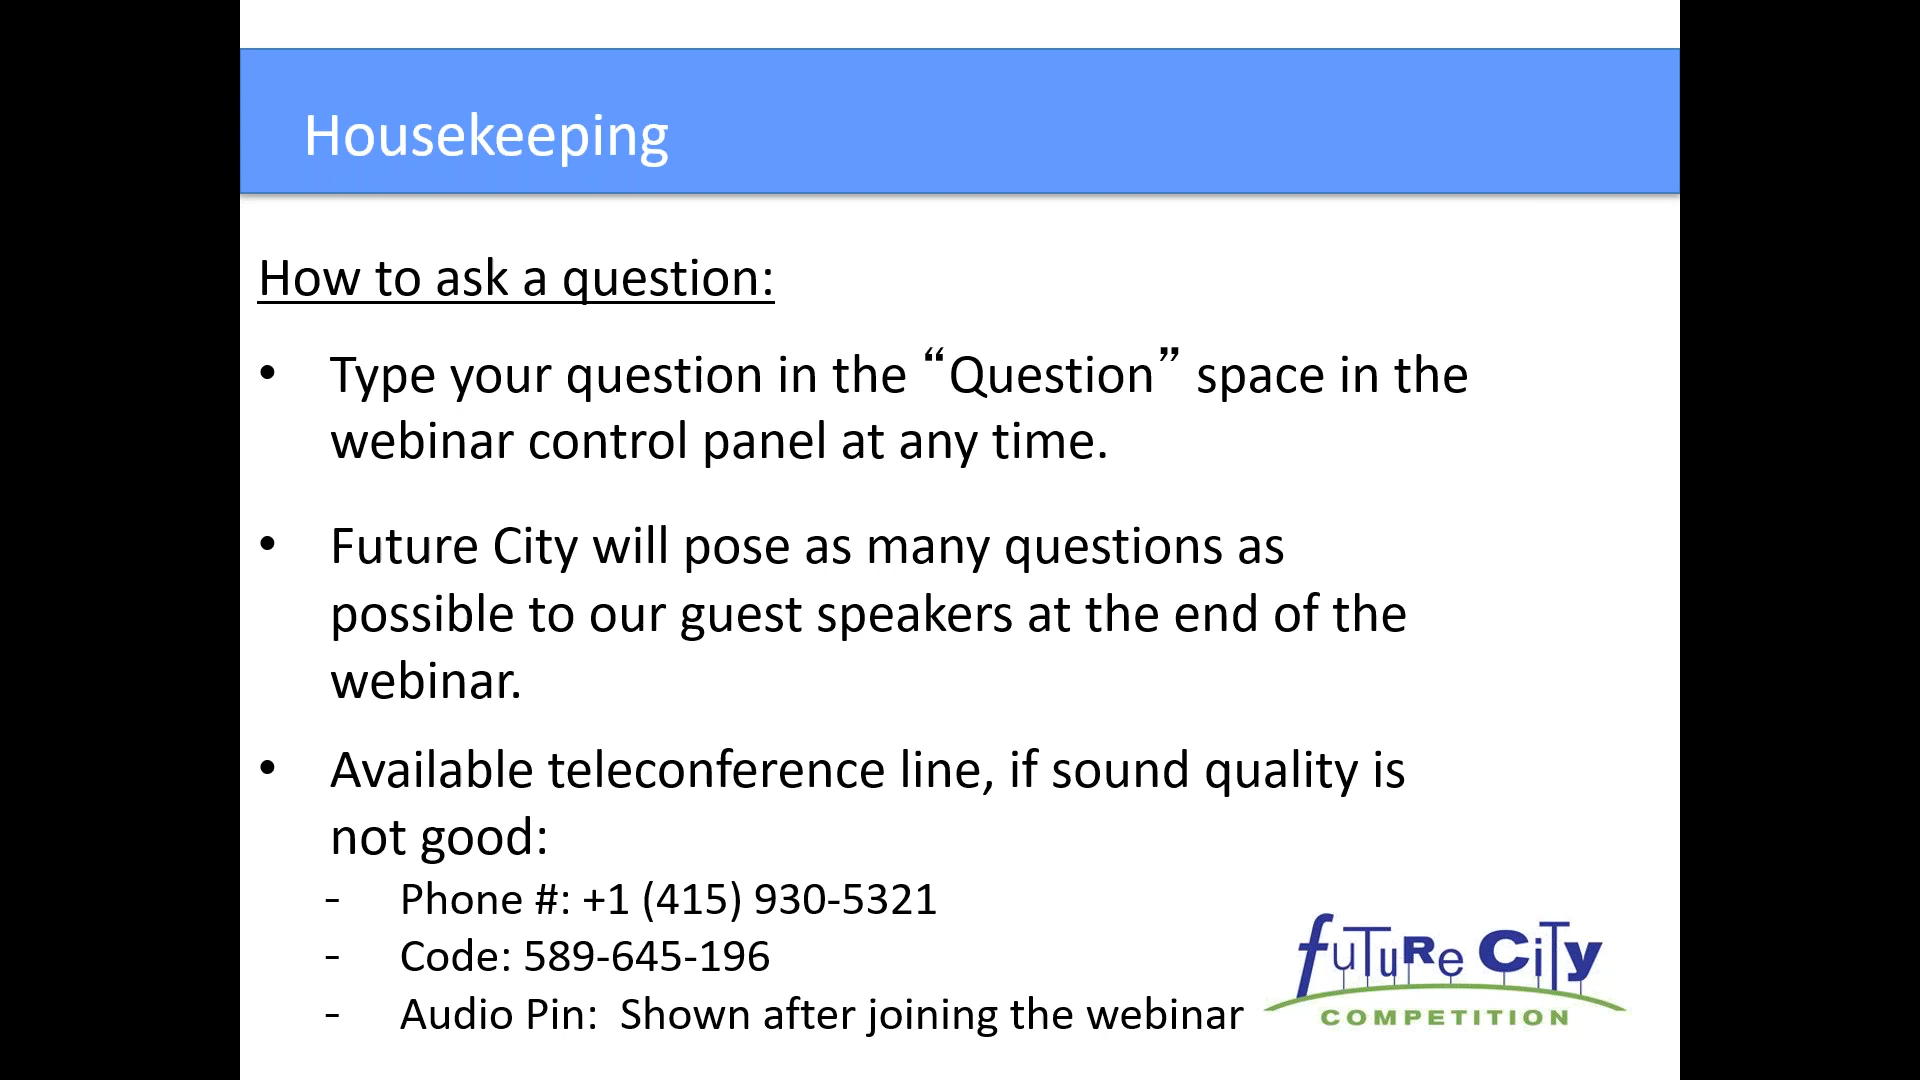 Housekeeping
How to ask a question:
• Type your question in the “Question” space in the
webinar control panel at any time.
• Future City will pose as many questions as
possible to our guest speakers at the end of the
webinar.
• Available teleconference line, if sound quality is
not good:
- Phone #: +1 (415) 930-5321
- Code: 589-645-196
- Audio Pin:  Shown after joining the webinar
fuTuRe CiTy
COMPETITION